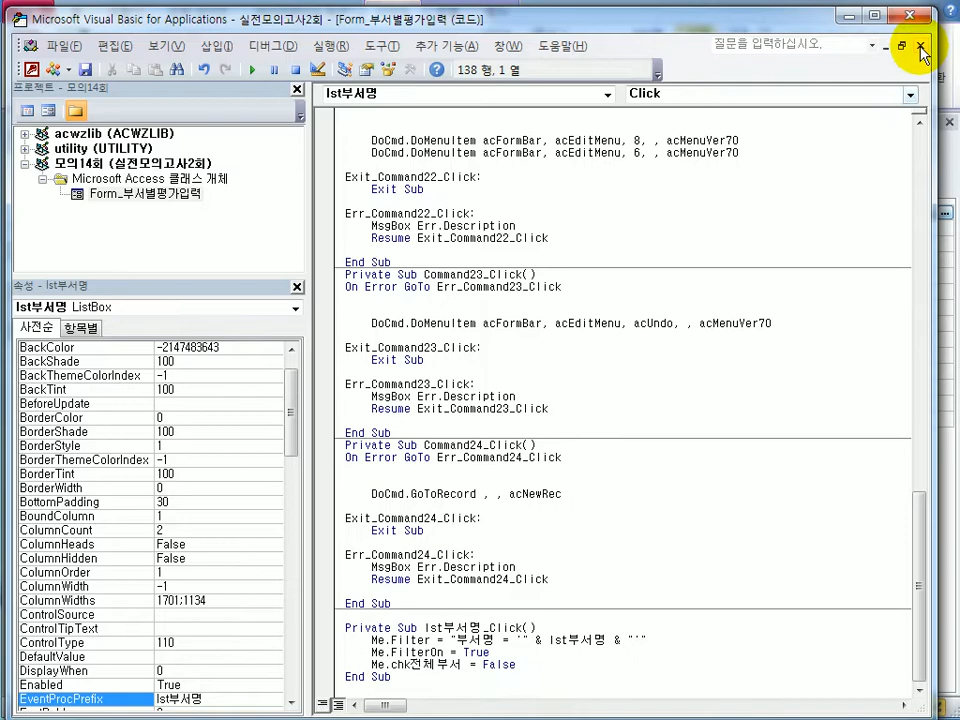 Microsoft Visual Basic for Applications - 실전모의고사2회 - [Form_부서별평가입력 (코드)]
파일(F) 편집(E) 보기(V) 삽입(I) 디버그(D) 실행(R) 도구(T) 추가 기능(A) 창(W) 도움말(H)
질문을 입력하십시오.
138 행, 1 열
프로젝트 - 모의14회
acwzlib (ACWZLIB)
utility (UTILITY)
모의14회 (실전모의고사2회)
Microsoft Access 클래스 개체
Form_부서별평가입력
속성 - lst부서명
lst부서명 ListBox
사전순 항목별
BackColor -2147483643
BackShade 100
BackThemeColorIndex -1
BackTint 100
BeforeUpdate
BorderColor 0
BorderShade 100
BorderStyle 1
BorderThemeColorIndex -1
BorderTint 100
BorderWidth 0
BottomPadding 30
BoundColumn 1
ColumnCount 2
ColumnHeads False
ColumnHidden False
ColumnOrder 1
ColumnWidth -1
ColumnWidths 1701;1134
ControlSource
ControlTipText
ControlType 110
DefaultValue
DisplayWhen 0
Enabled True
EventProcPrefix lst부서명
lst부서명 Click
DoCmd.DoMenuItem acFormBar, acEditMenu, 8, , acMenuVer70
DoCmd.DoMenuItem acFormBar, acEditMenu, 6, , acMenuVer70
Exit_Command22_Click:
Exit Sub
Err_Command22_Click:
MsgBox Err.Description
Resume Exit_Command22_Click
End Sub
Private Sub Command23_Click()
On Error GoTo Err_Command23_Click
DoCmd.DoMenuItem acFormBar, acEditMenu, acUndo, , acMenuVer70
Exit_Command23_Click:
Exit Sub
Err_Command23_Click:
MsgBox Err.Description
Resume Exit_Command23_Click
End Sub
Private Sub Command24_Click()
On Error GoTo Err_Command24_Click
DoCmd.GoToRecord , , acNewRec
Exit_Command24_Click:
Exit Sub
Err_Command24_Click:
MsgBox Err.Description
Resume Exit_Command24_Click
End Sub
Private Sub lst부서명_Click()
Me.Filter = "부서명 = '" & lst부서명 & "'"
Me.FilterOn = True
Me.chk전체부서 = False
End Sub